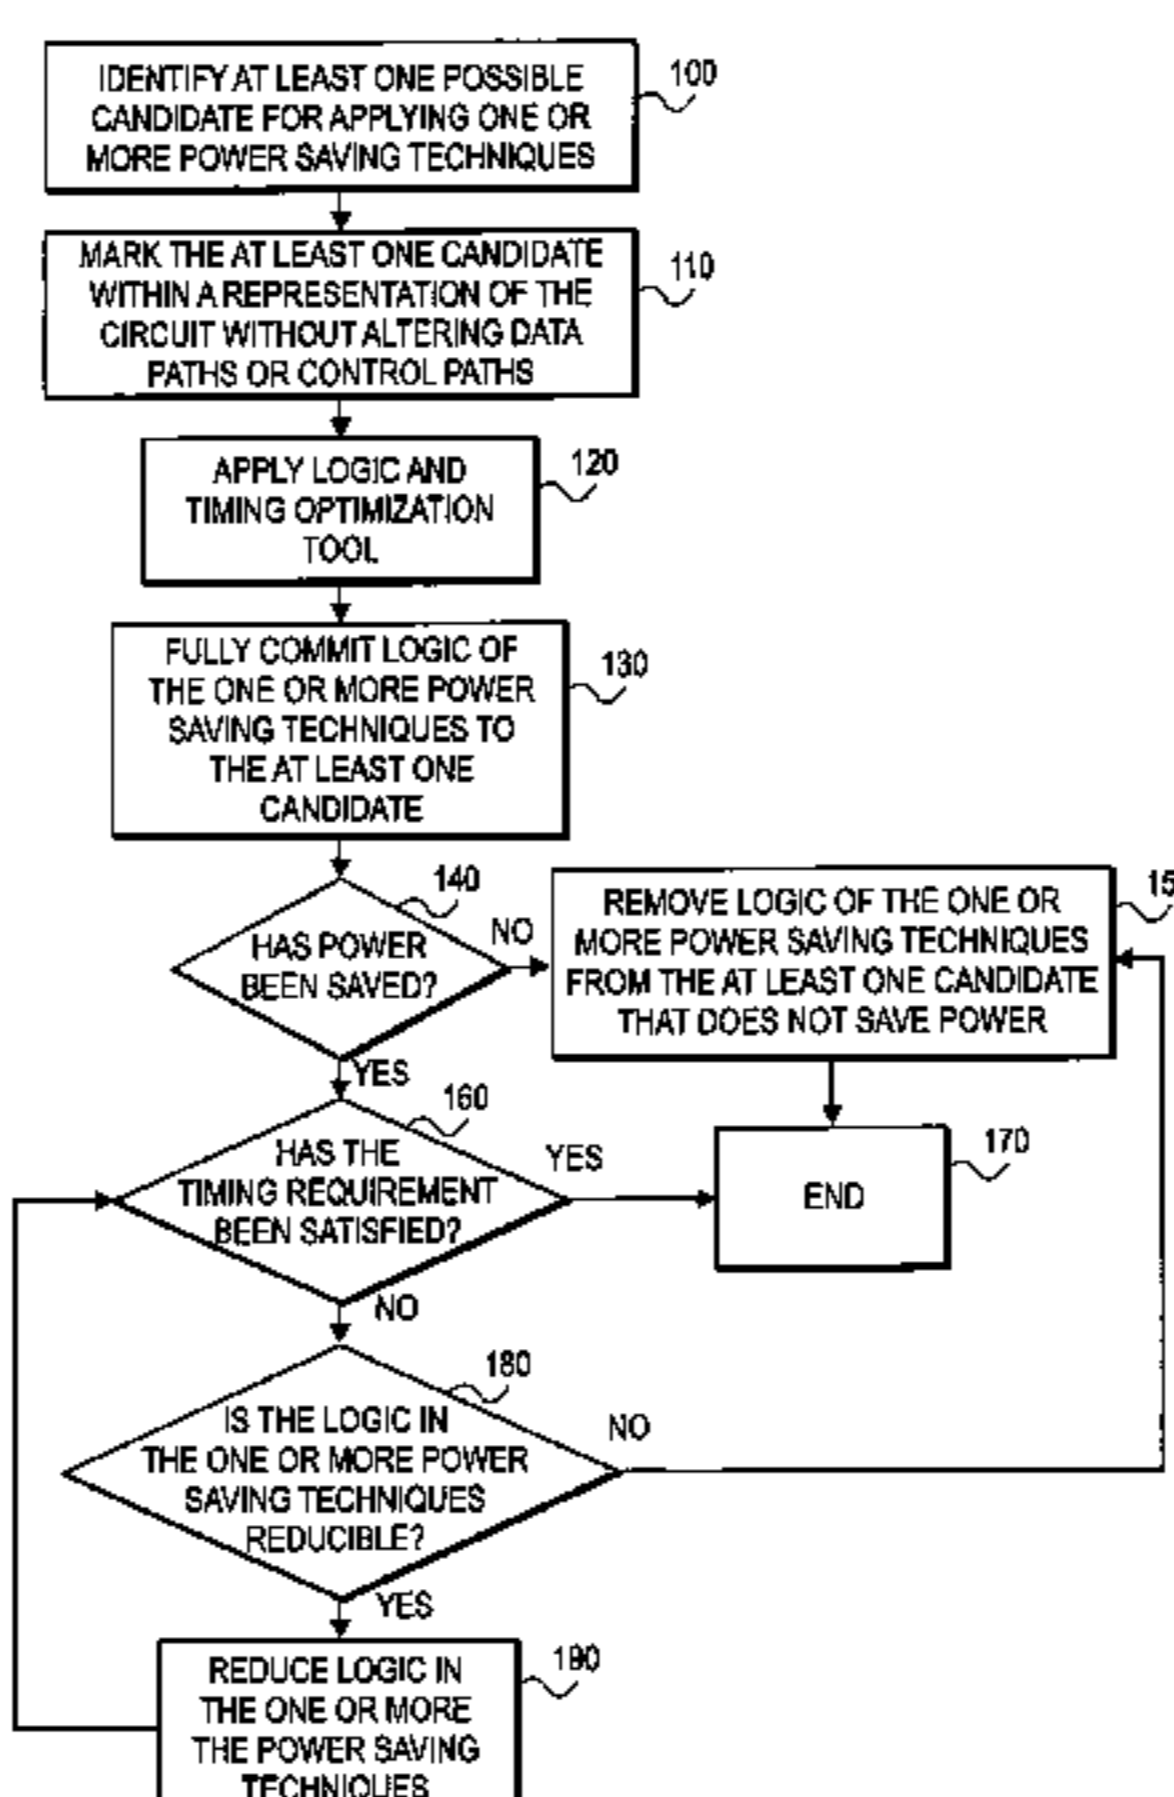 IDENTIFY AT LEAST ONE POSSIBLE
CANDIDATE FOR APPLYING ONE OR
MORE POWER SAVING TECHNIQUES
100
MARK THE AT LEAST ONE CANDIDATE
WITHIN A REPRESENTATION OF THE
CIRCUIT WITHOUT ALTERING DATA
PATHS OR CONTROL PATHS
110
APPLY LOGIC AND
TIMING OPTIMIZATION
TOOL
120
FULLY COMMIT LOGIC OF
THE ONE OR MORE POWER
SAVING TECHNIQUES TO
THE AT LEAST ONE
CANDIDATE
130
HAS POWER
BEEN SAVED?
140
NO
REMOVE LOGIC OF THE ONE OR
MORE POWER SAVING TECHNIQUES
FROM THE AT LEAST ONE CANDIDATE
THAT DOES NOT SAVE POWER
15
YES
HAS THE
TIMING REQUIREMENT
BEEN SATISFIED?
160
YES
END
170
NO
IS THE LOGIC IN
THE ONE OR MORE POWER
SAVING TECHNIQUES
REDUCIBLE?
180
NO
YES
REDUCE LOGIC IN
THE ONE OR MORE
THE POWER SAVING
TECHNIQUES
190